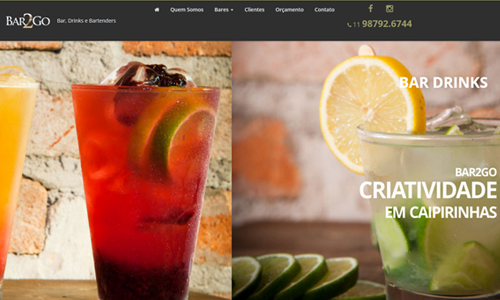 BAR2GO Bar, Drinks e Bartenders
Quem Somos Bares Clientes Orçamento Contato
11 98792.6744
BAR DRINKS
BAR2GO
CRIATIVIDADE
EM CAIPIRINHAS